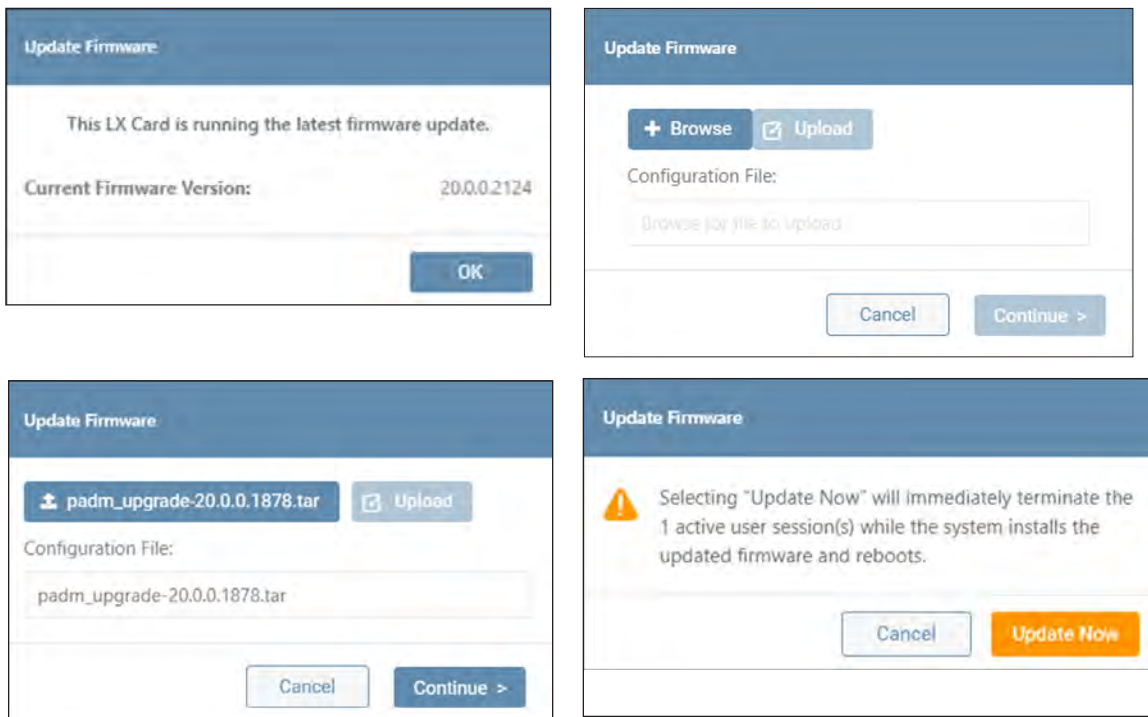 Update Firmware
This LX Card is running the latest firmware update.
Current Firmware Version: 20.0.0.2124
OK
Update Firmware
+ Browse Upload
Configuration File:
Browse for file to upload
Cancel Continue >
Update Firmware
padm_upgrade-20.0.0.1878.tar Upload
Configuration File:
padm_upgrade-20.0.0.1878.tar
Cancel Continue >
Update Firmware
Selecting "Update Now" will immediately terminate the
1 active user session(s) while the system installs the
updated firmware and reboots.
Cancel Update Now